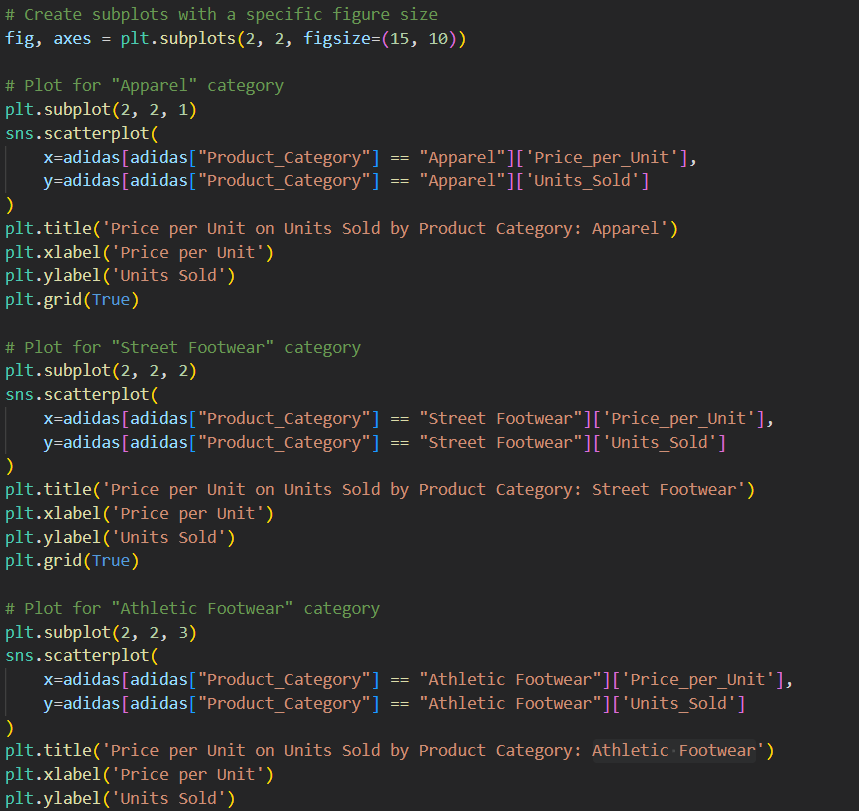 # Create subplots with a specific figure size
fig, axes = plt.subplots(2, 2, figsize=(15, 10))

# Plot for "Apparel" category
plt.subplot(2, 2, 1)
sns.scatterplot(
    x=adidas[adidas["Product_Category"] == "Apparel"]['Price_per_Unit'],
    y=adidas[adidas["Product_Category"] == "Apparel"]['Units_Sold']
)
plt.title('Price per Unit on Units Sold by Product Category: Apparel')
plt.xlabel('Price per Unit')
plt.ylabel('Units Sold')
plt.grid(True)

# Plot for "Street Footwear" category
plt.subplot(2, 2, 2)
sns.scatterplot(
    x=adidas[adidas["Product_Category"] == "Street Footwear"]['Price_per_Unit'],
    y=adidas[adidas["Product_Category"] == "Street Footwear"]['Units_Sold']
)
plt.title('Price per Unit on Units Sold by Product Category: Street Footwear')
plt.xlabel('Price per Unit')
plt.ylabel('Units Sold')
plt.grid(True)

# Plot for "Athletic Footwear" category
plt.subplot(2, 2, 3)
sns.scatterplot(
    x=adidas[adidas["Product_Category"] == "Athletic Footwear"]['Price_per_Unit'],
    y=adidas[adidas["Product_Category"] == "Athletic Footwear"]['Units_Sold']
)
plt.title('Price per Unit on Units Sold by Product Category: Athletic Footwear')
plt.xlabel('Price per Unit')
plt.ylabel('Units Sold')